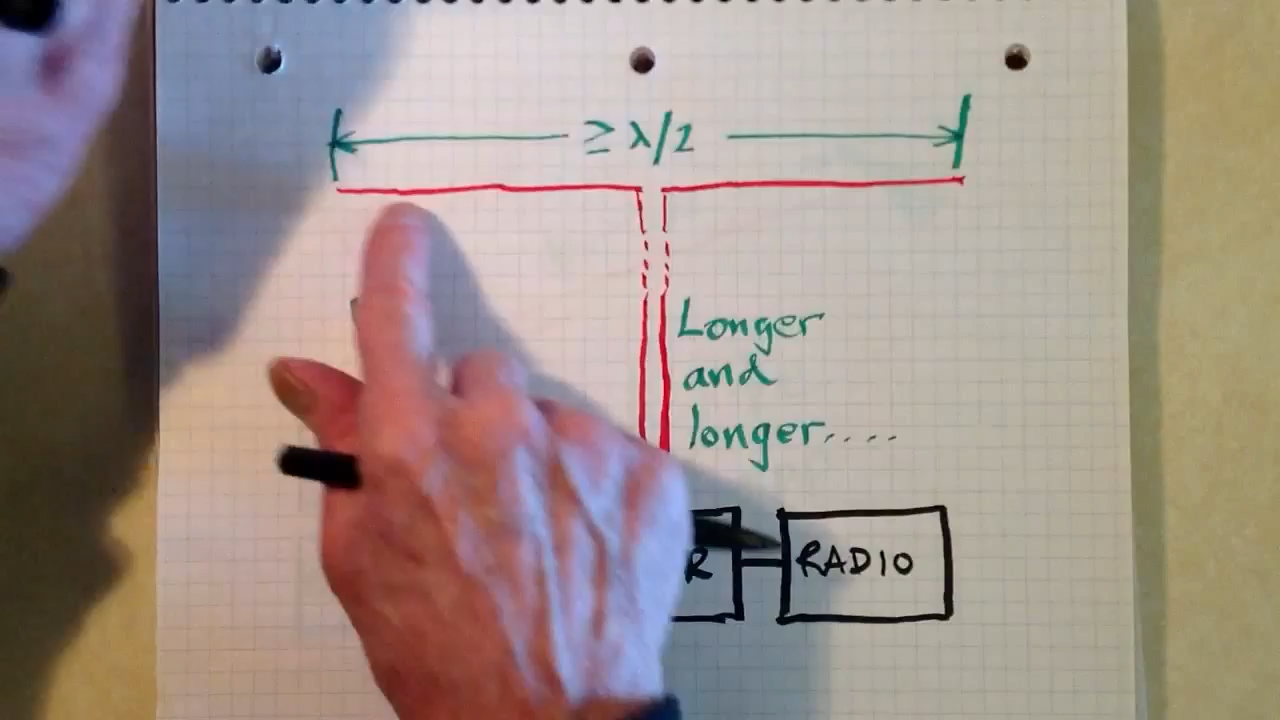 ≥ λ/2
Longer
and
longer.....
R
RADIO